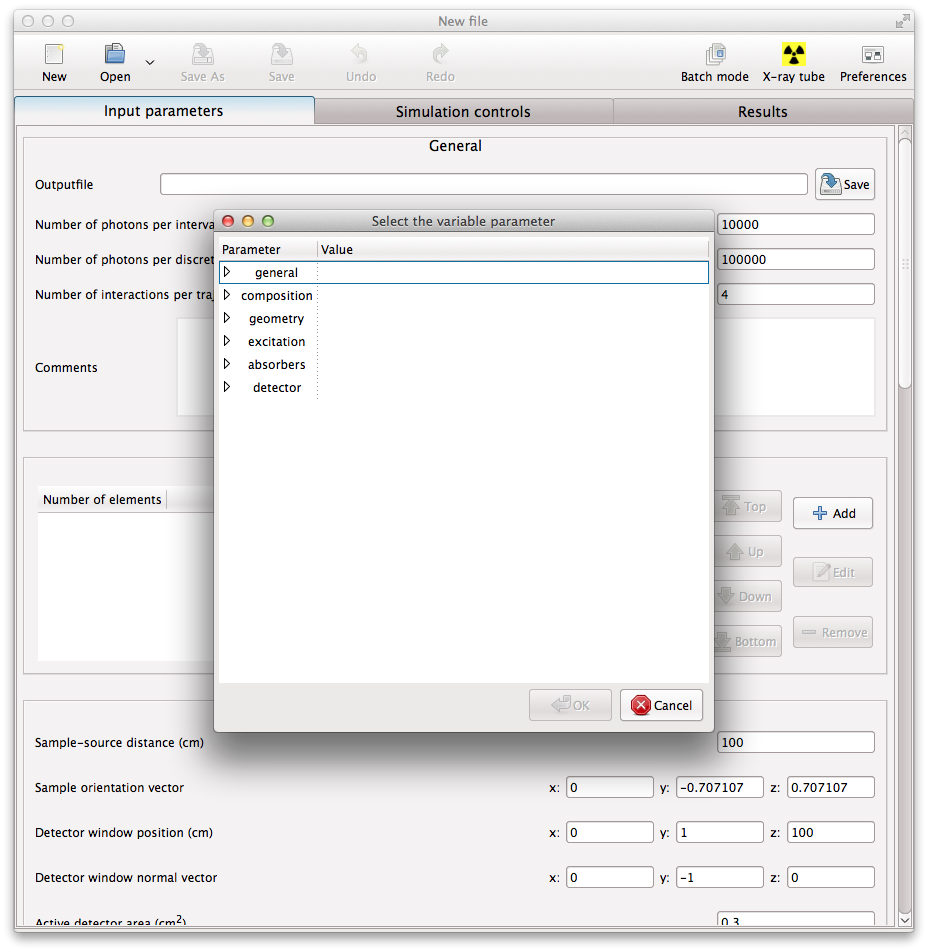 New file
New Open Save As Save Undo Redo Batch mode X-ray tube Preferences
Input parameters Simulation controls Results
General
Outputfile Save
Number of photons per interva 10000
Number of photons per discret 100000
Number of interactions per traj 4
Comments
Select the variable parameter
Parameter Value
general
composition
geometry
excitation
absorbers
detector
OK Cancel
Number of elements
Top Add
Up
Edit
Down
Remove
Bottom
Sample-source distance (cm) 100
Sample orientation vector x: 0 y: -0.707107 z: 0.707107
Detector window position (cm) x: 0 y: 1 z: 100
Detector window normal vector x: 0 y: -1 z: 0
Active detector area (cm²) 0.3